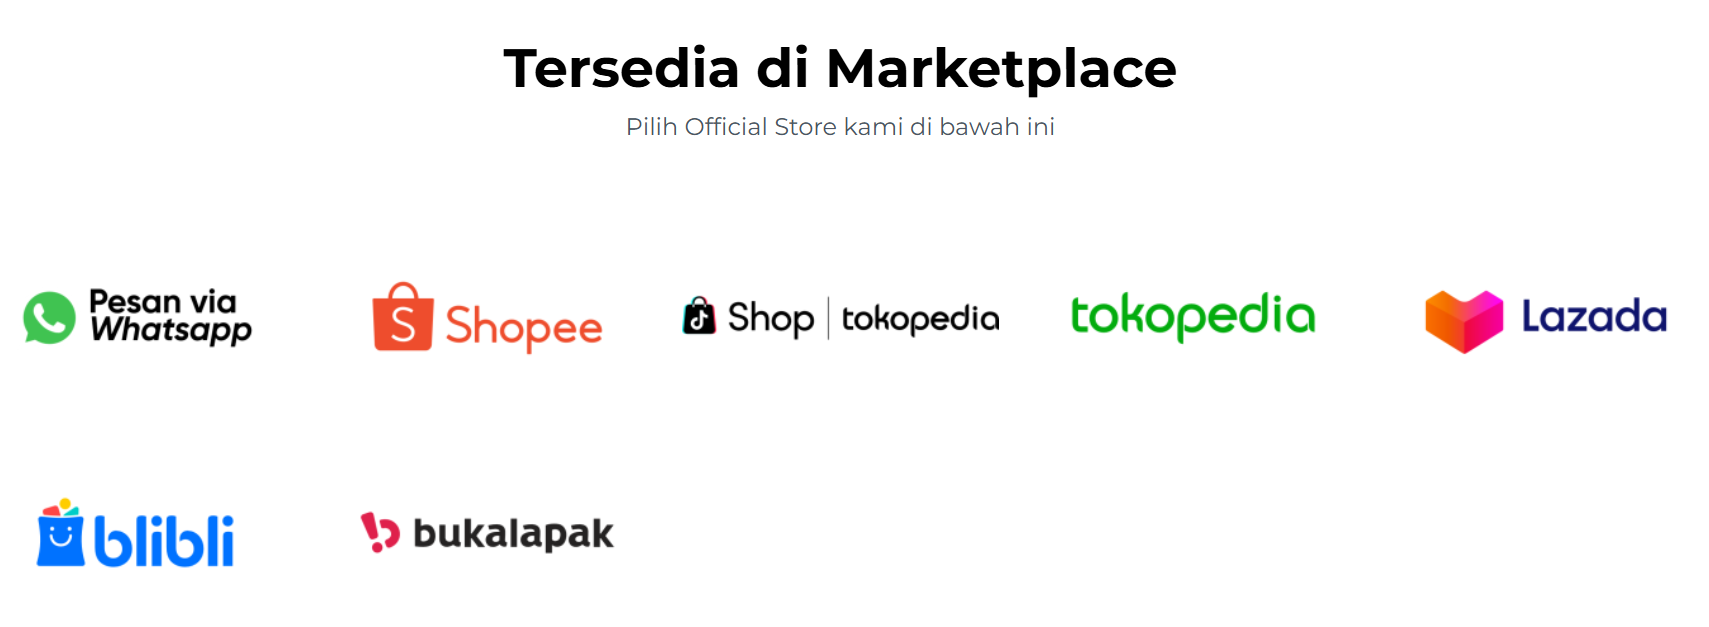 Tersedia di Marketplace
Pilih Official Store kami di bawah ini
Pesan via
Whatsapp
S Shopee
Shop | tokopedia
tokopedia
Lazada
blibli
bukalapak